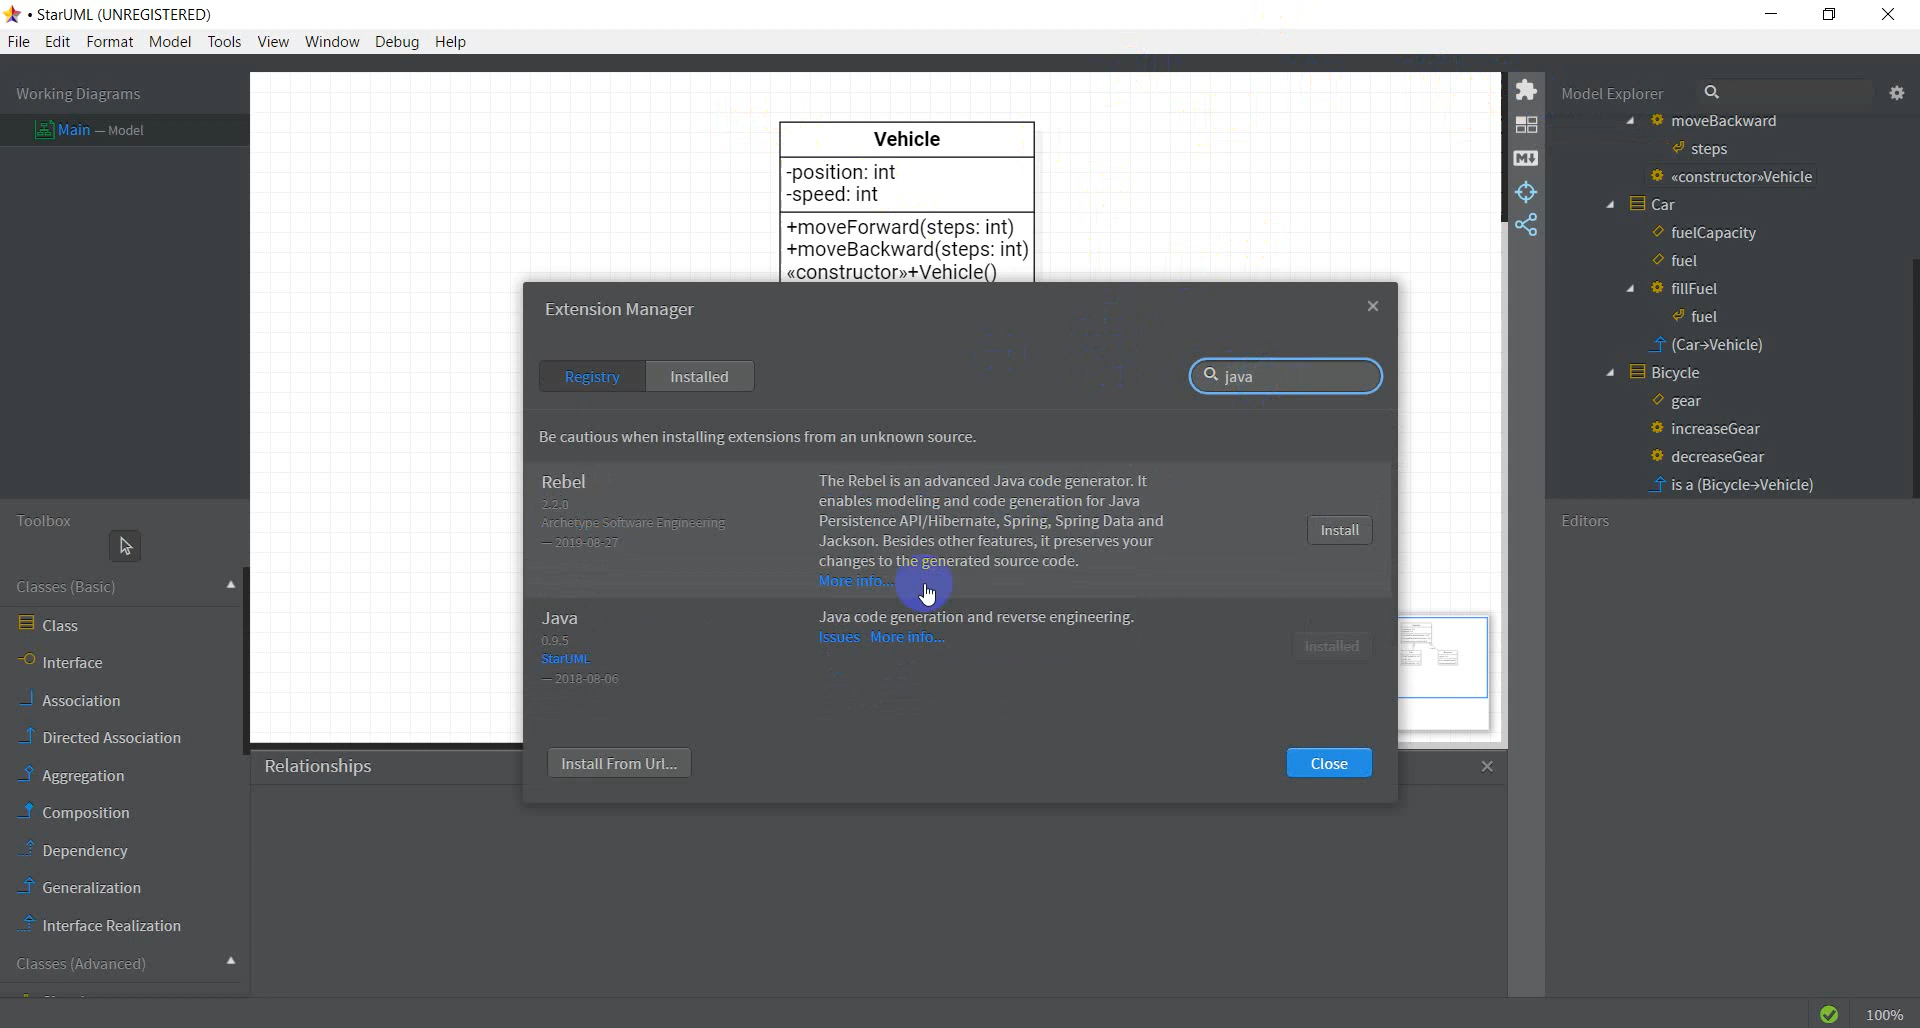 • StarUML (UNREGISTERED)
File Edit Format Model Tools View Window Debug Help
Working Diagrams
Main — Model
Toolbox
Classes (Basic)
Class
Interface
Association
Directed Association
Aggregation
Composition
Dependency
Generalization
Interface Realization
Classes (Advanced)
Vehicle
-position: int
-speed: int
+moveForward(steps: int)
+moveBackward(steps: int)
«constructor»+Vehicle()
Extension Manager
Registry Installed
java
Be cautious when installing extensions from an unknown source.
Rebel
2.2.0
Archetype Software Engineering
— 2019-08-27
The Rebel is an advanced Java code generator. It
enables modeling and code generation for Java
Persistence API/Hibernate, Spring, Spring Data and
Jackson. Besides other features, it preserves your
changes to the generated source code.
More info...
Install
Java
0.9.5
StarUML
— 2018-08-06
Java code generation and reverse engineering.
Issues More info...
Installed
Install From Url...
Close
Relationships
M↓
Model Explorer
moveBackward
steps
«constructor»Vehicle
Car
fuelCapacity
fuel
fillFuel
fuel
(Car→Vehicle)
Bicycle
gear
increaseGear
decreaseGear
is a (Bicycle→Vehicle)
Editors
100%